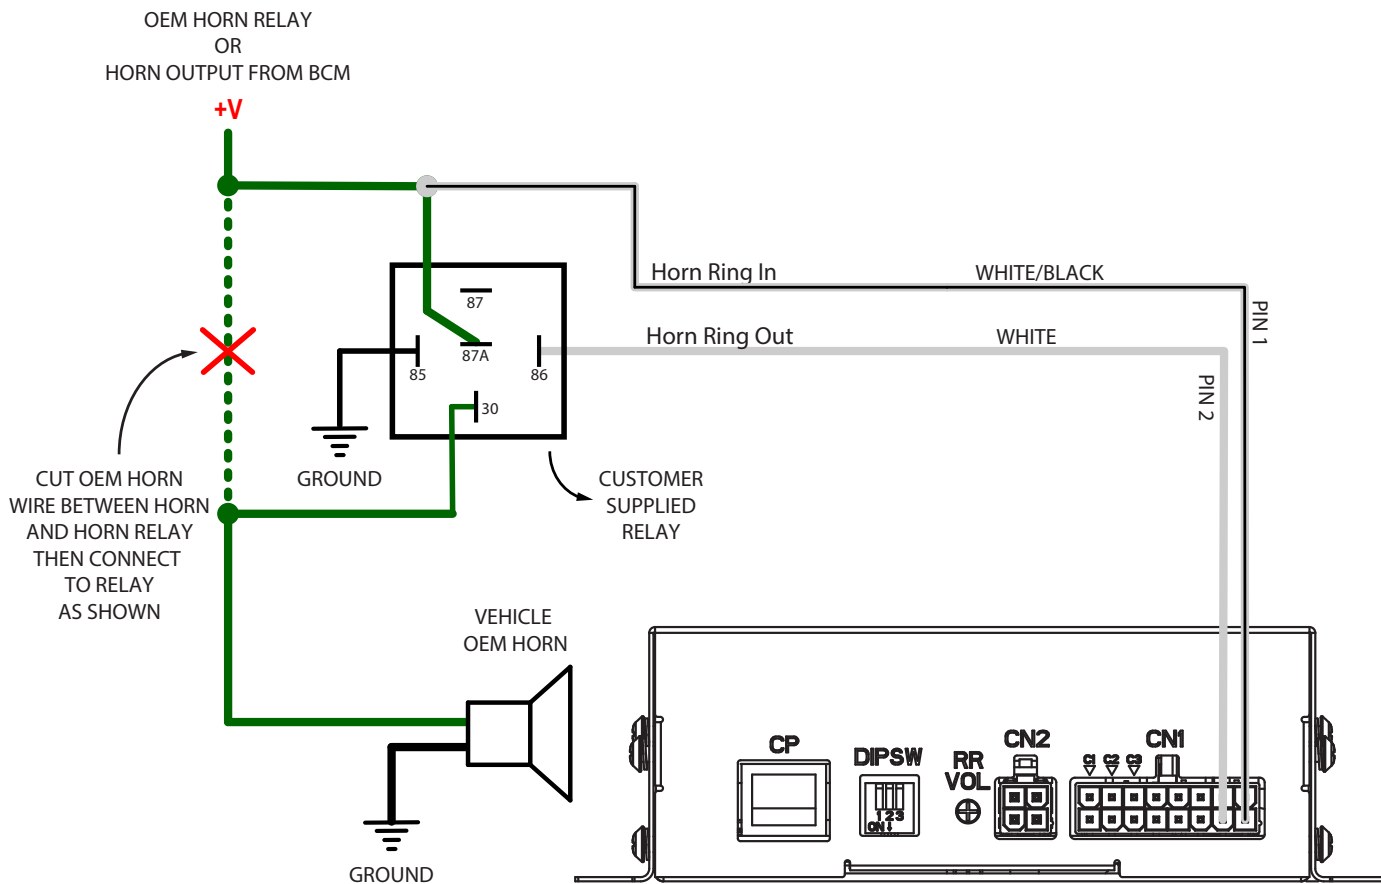 OEM HORN RELAY
OR
HORN OUTPUT FROM BCM
+V
Horn Ring In
WHITE/BLACK
PIN 1
87
Horn Ring Out
WHITE
87A
85
86
PIN 2
30
GROUND
CUT OEM HORN
WIRE BETWEEN HORN
AND HORN RELAY
THEN CONNECT
TO RELAY
AS SHOWN
CUSTOMER
SUPPLIED
RELAY
VEHICLE
OEM HORN
GROUND
CP
DIPSW
1 2 3
ON
RR
VOL
CN2
CN1
C1 C2 C3